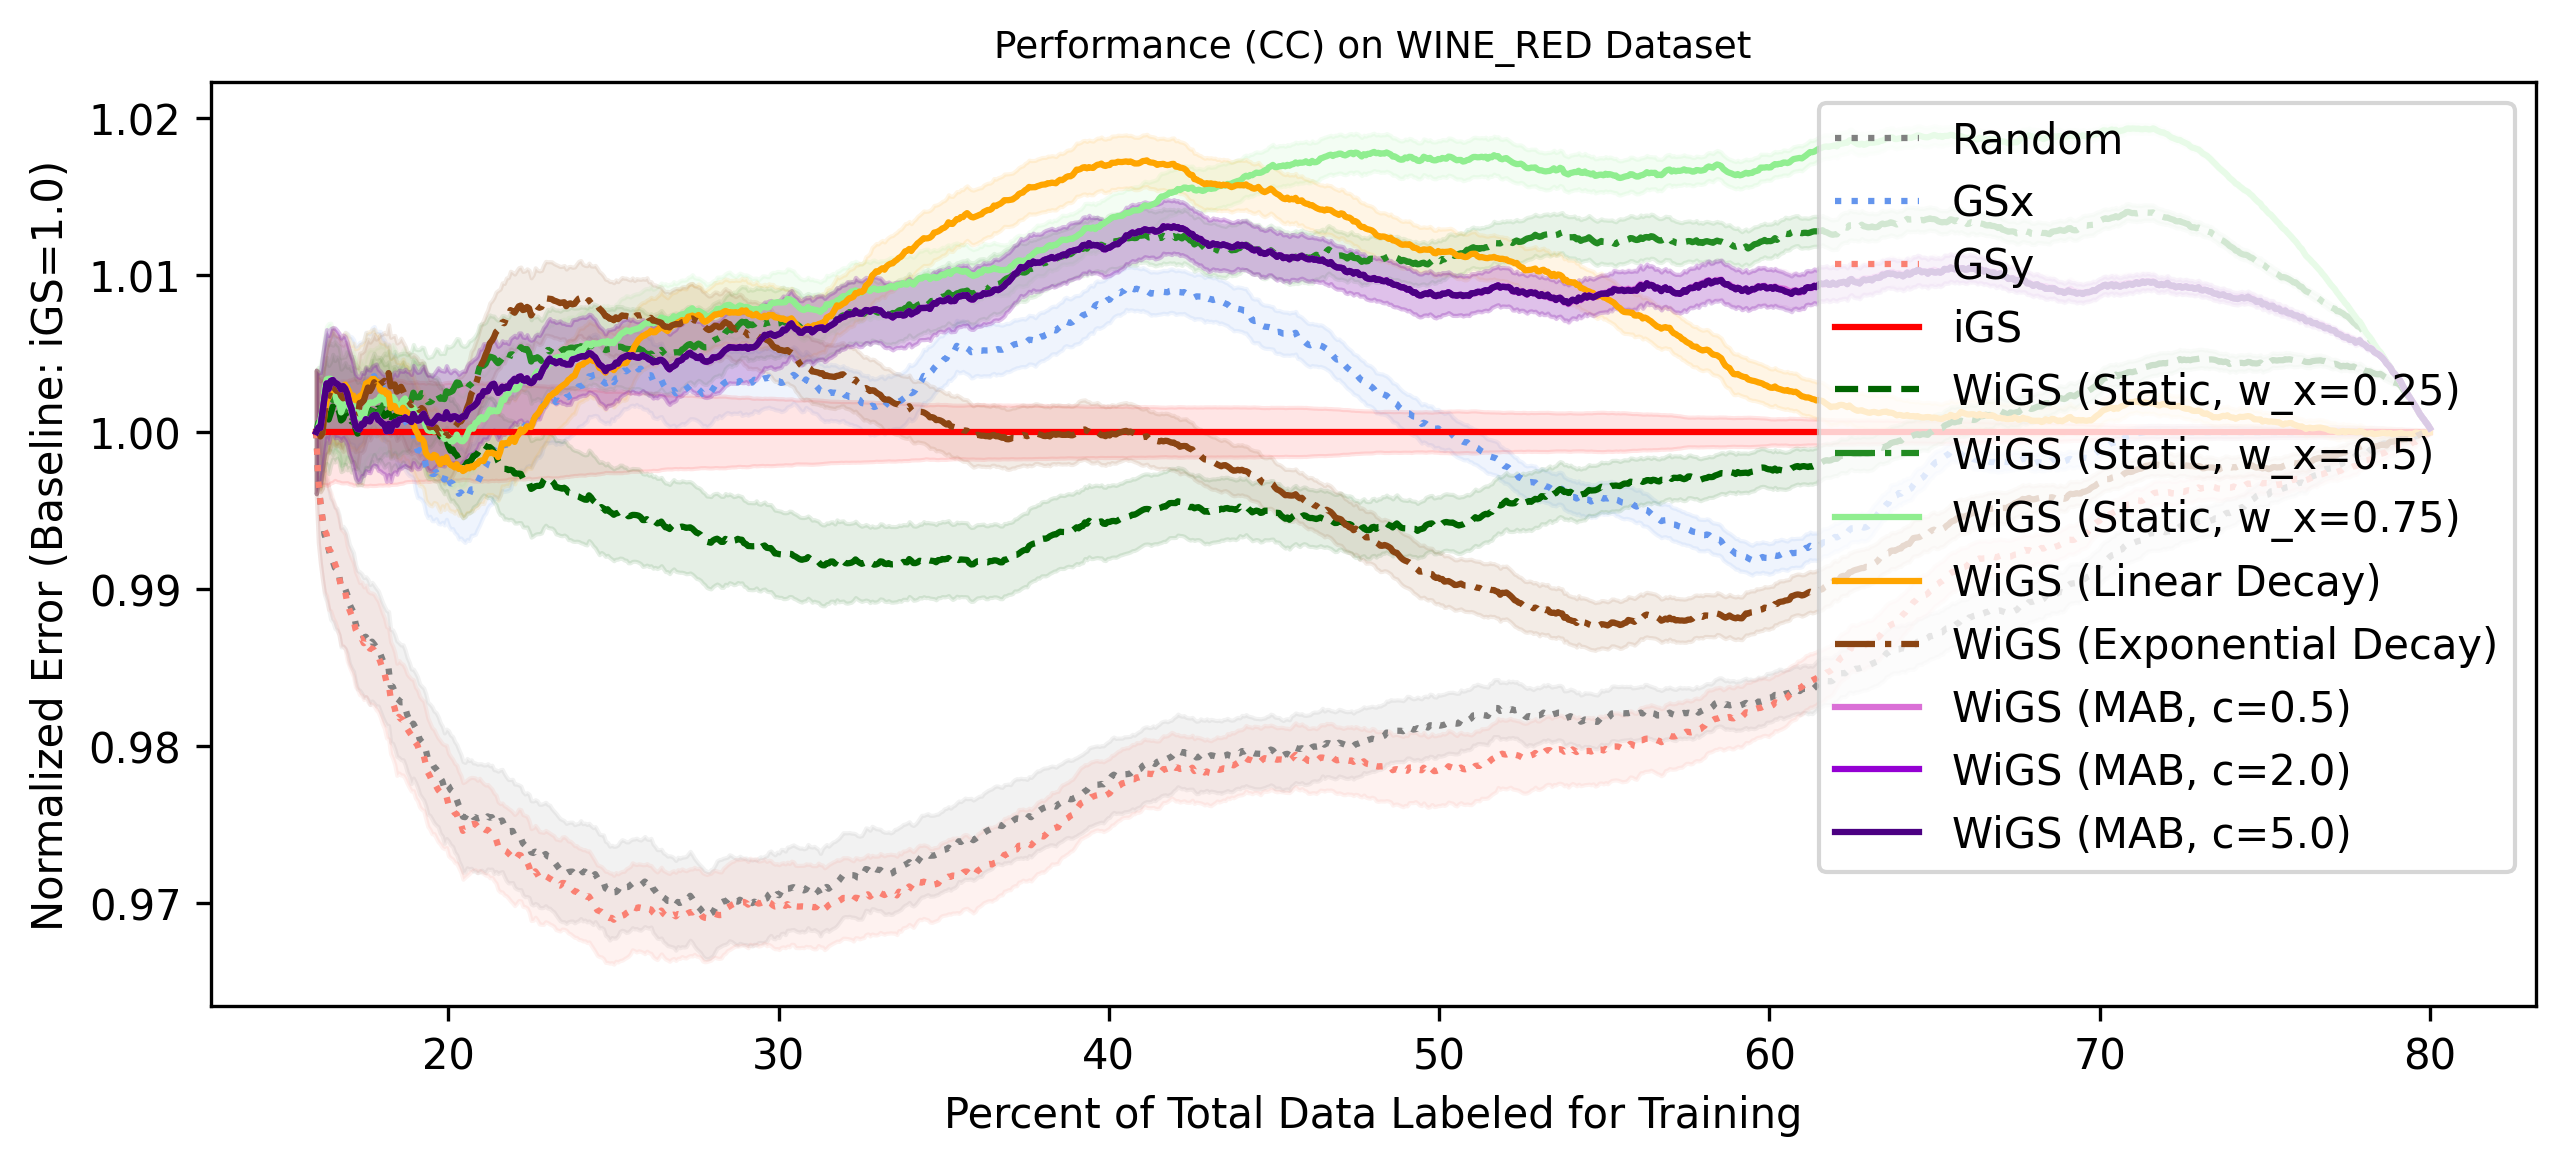 Performance (CC) on WINE_RED Dataset
Normalized Error (Baseline: iGS=1.0)
1.02
1.01
1.00
0.99
0.98
0.97
Random
GSx
GSy
iGS
WiGS (Static, w_x=0.25)
WiGS (Static, w_x=0.5)
WiGS (Static, w_x=0.75)
WiGS (Linear Decay)
WiGS (Exponential Decay)
WiGS (MAB, c=0.5)
WiGS (MAB, c=2.0)
WiGS (MAB, c=5.0)
20 30 40 50 60 70 80
Percent of Total Data Labeled for Training